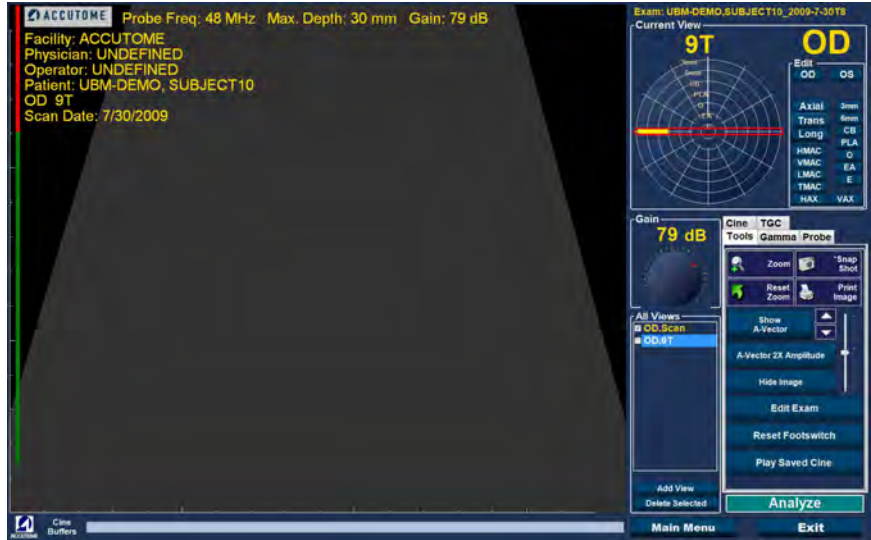 ACCUTOME Probe Freq: 48 MHz Max. Depth: 30 mm Gain: 79 dB
Facility: ACCUTOME
Physician: UNDEFINED
Operator: UNDEFINED
Patient: UBM-DEMO, SUBJECT10
OD 9T
Scan Date: 7/30/2009
Exam: UBM-DEMO,SUBJECT10_2009-7-30T8
Current View
9T
OD
Edit
OD OS
Axial 3mm
Trans 6mm
Long CB
PLA
HMAC O
VMAC EA
LMAC E
TMAC
HAX VAX
PLA
O
EA
Gain
79 dB
Cine TGC
Tools Gamma Probe
Zoom
*Snap Shot
Reset Zoom
Print Image
All Views
OD.Scan
OD.9T
Show A-Vector
A-Vector 2X Amplitude
Hide Image
Edit Exam
Reset Footswitch
Play Saved Cine
Add View
Delete Selected
Analyze
ACCUTOME
Cine Buffers
Main Menu
Exit